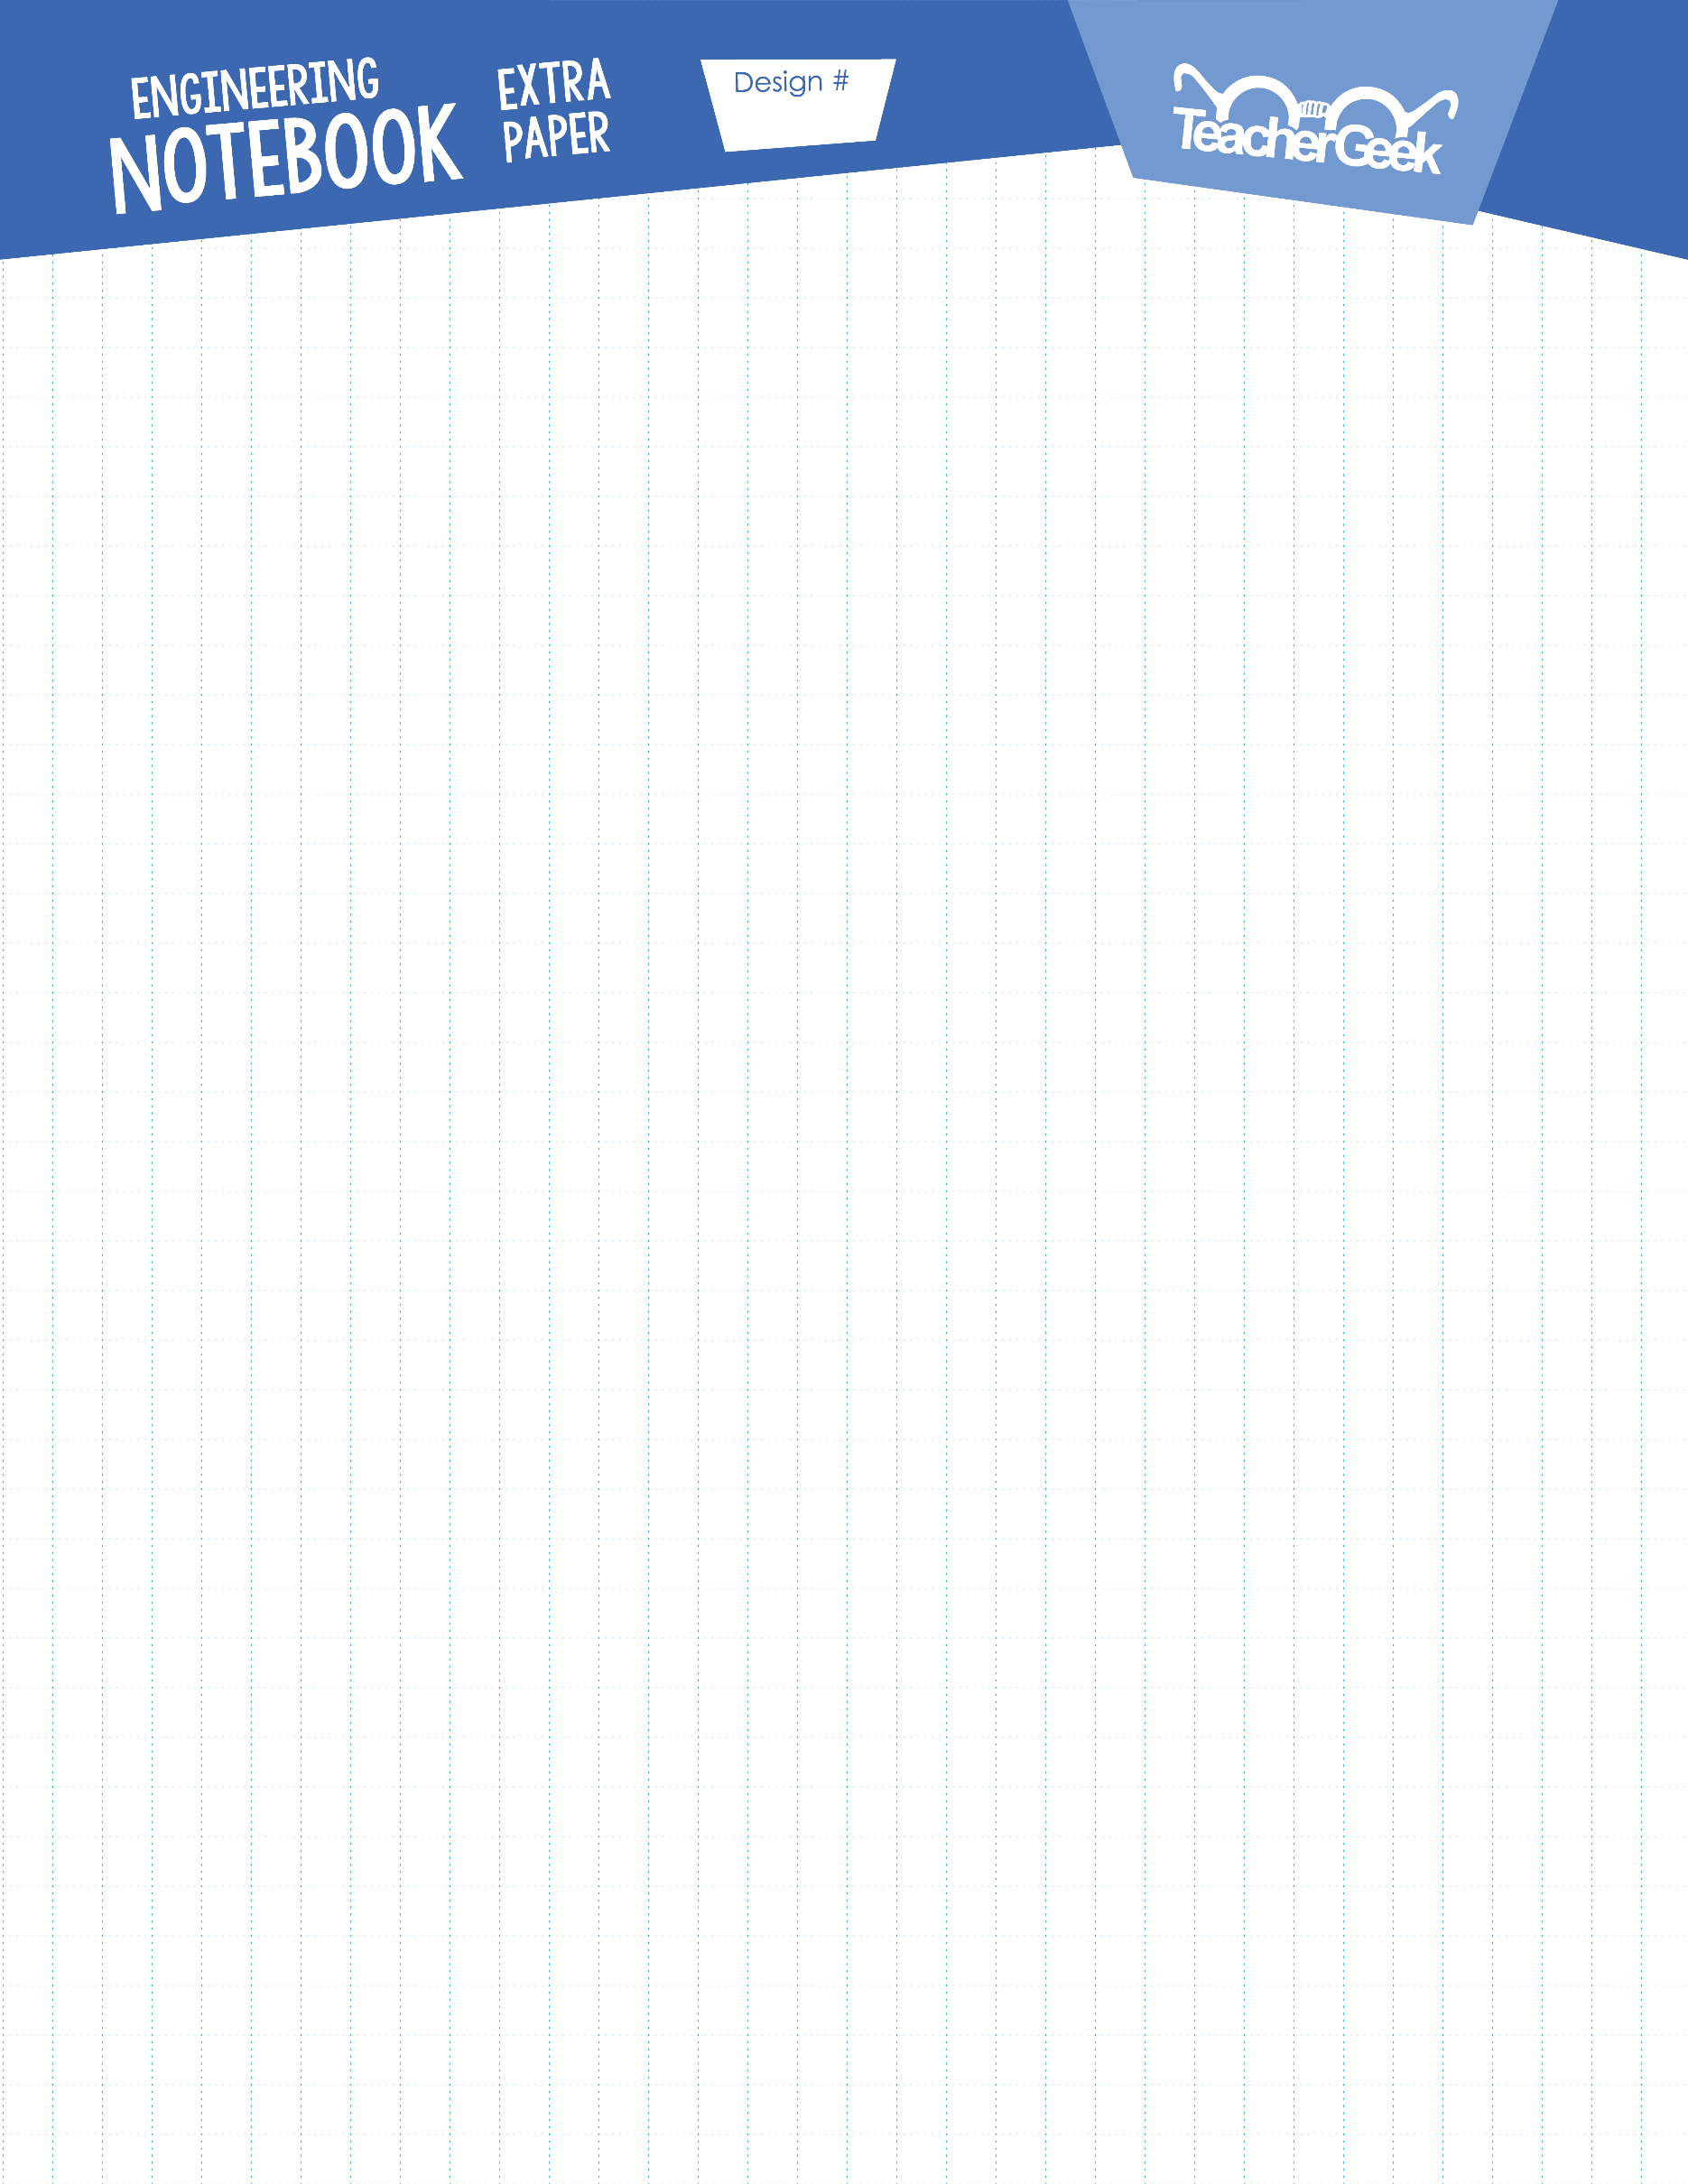 ENGINEERING
NOTEBOOK
EXTRA
PAPER
Design #
TeacherGeek